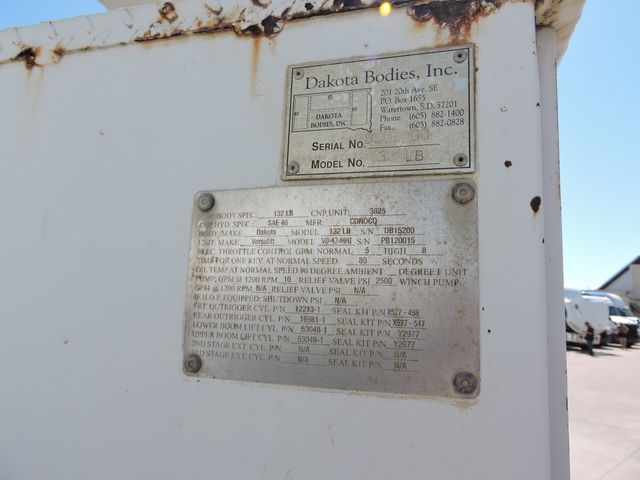 Dakota Bodies, Inc.
201 20th Ave. SE
P.O. Box 1655
Watertown, S.D. 57201
Phone (605) 882-1400
Fax. (605) 882-0828
DAKOTA
BODIES, INC
SERIAL No.
MODEL No. LB
BODY SPEC: 132 LB CNP UNIT: 3825
HYD. SPEC: SAE 46 MFR CONOCO
BODY MAKE Dakota MODEL 132 LB S/N DB15200
UNIT: MAKE: Versalift MODEL VO-42-MHI S/N PB120015
ELEC. THROTTLE CONTROL GPM: NORMAL 5 HIGH 8
TIME FOR ONE REV. AT NORMAL SPEED: 80 SECONDS
OIL TEMP AT NORMAL SPEED 90 DEGREE AMBIENT DEGREE F UNIT
PUMP: GPM @ 1200 RPM 10 RELIEF VALVE PSI 2500 WINCH PUMP:
GPM @ 1200 RPM N/A RELIEF VALVE PSI N/A
IF H.O.P. EQUIPPED: SHUTDOWN PSI N/A
FRT. OUTRIGGER CYL. P/N 12213-1 SEAL KIT P/N X527-458
REAR OUTRIGGER CYL. P/N 16981-1 SEAL KIT P/N X527-547
LOWER BOOM LIFT CYL. P/N 53048-1 SEAL KIT P/N Y2977
UPPER BOOM LIFT CYL. P/N 53049-1 SEAL KIT P/N Y2977
2ND STAGE EXT. CYL. P/N N/A SEAL KIT P/N N/A
3RD STAGE EXT. CYL. P/N N/A SEAL KIT P/N N/A